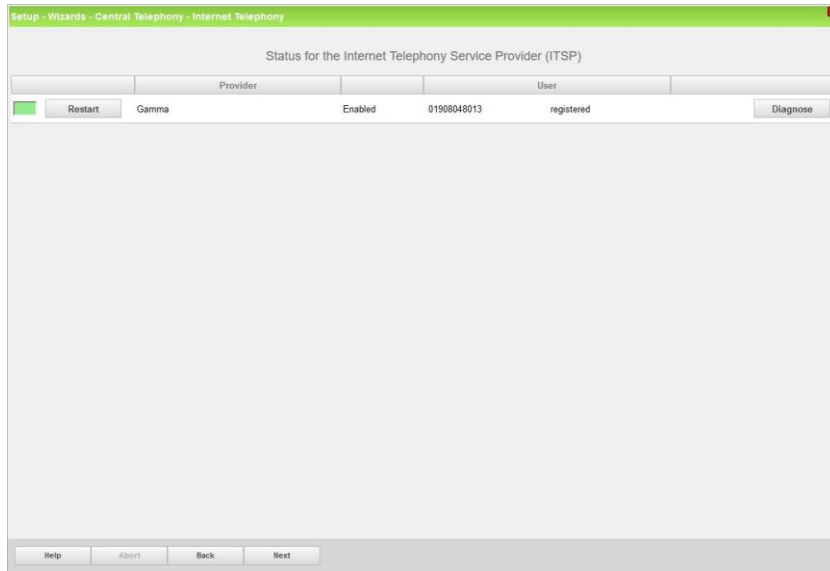 Setup - Wizards - Central Telephony - Internet Telephony
Status for the Internet Telephony Service Provider (ITSP)
Provider User
Restart Gamma Enabled 01908048013 registered Diagnose
Help Abort Back Next